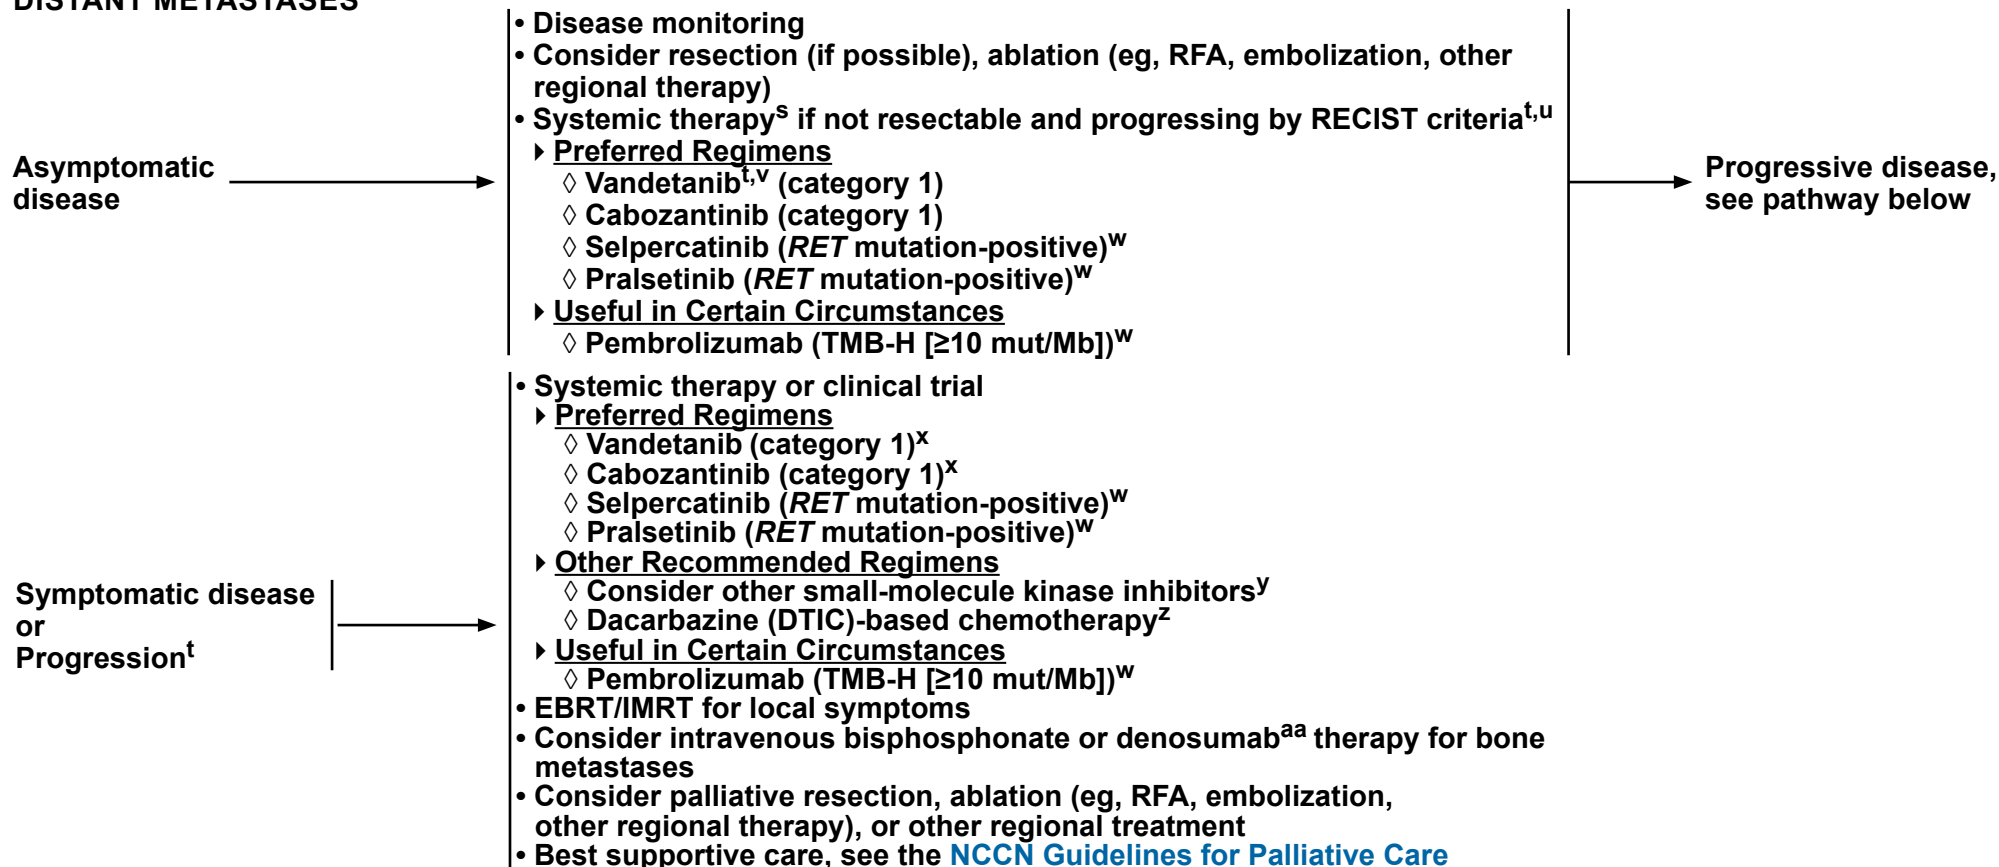 DISTANT METASTASES
• Disease monitoring
• Consider resection (if possible), ablation (eg, RFA, embolization, other
regional therapy)
• Systemic therapyˢ if not resectable and progressing by RECIST criteriaᵗ,ᵘ
▸ Preferred Regimens
◊ Vandetanibᵗ,ᵛ (category 1)
◊ Cabozantinib (category 1)
◊ Selpercatinib (RET mutation-positive)ʷ
◊ Pralsetinib (RET mutation-positive)ʷ
▸ Useful in Certain Circumstances
◊ Pembrolizumab (TMB-H [≥10 mut/Mb])ʷ
Asymptomatic
disease
Progressive disease,
see pathway below
Symptomatic disease
or
Progressionᵗ
• Systemic therapy or clinical trial
▸ Preferred Regimens
◊ Vandetanib (category 1)ˣ
◊ Cabozantinib (category 1)ˣ
◊ Selpercatinib (RET mutation-positive)ʷ
◊ Pralsetinib (RET mutation-positive)ʷ
▸ Other Recommended Regimens
◊ Consider other small-molecule kinase inhibitorsʸ
◊ Dacarbazine (DTIC)-based chemotherapyᶻ
▸ Useful in Certain Circumstances
◊ Pembrolizumab (TMB-H [≥10 mut/Mb])ʷ
• EBRT/IMRT for local symptoms
• Consider intravenous bisphosphonate or denosumabᵃᵃ therapy for bone
metastases
• Consider palliative resection, ablation (eg, RFA, embolization,
other regional therapy), or other regional treatment
• Best supportive care, see the NCCN Guidelines for Palliative Care